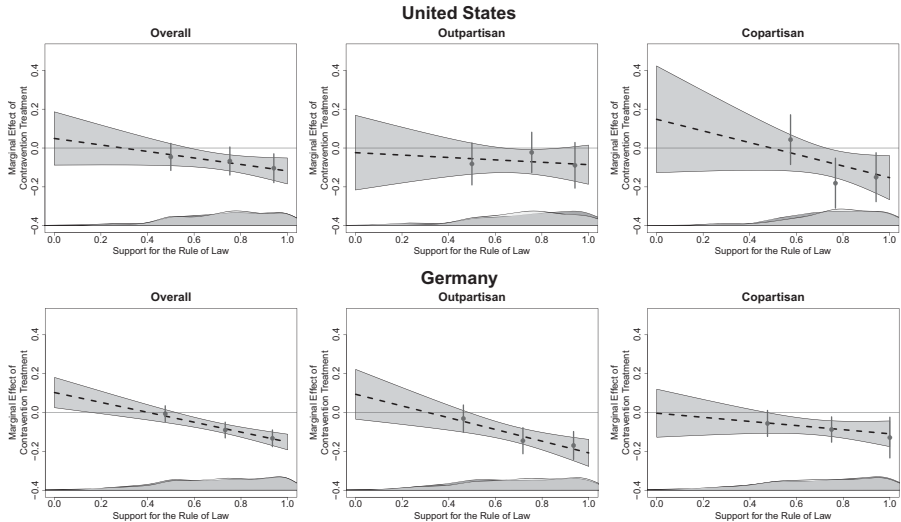 United States
Overall
Outpartisan
Copartisan
Marginal Effect of
Contravention Treatment
0.4
0.2
0.0
−0.2
−0.4
0.0 0.2 0.4 0.6 0.8 1.0
Support for the Rule of Law
Marginal Effect of
Contravention Treatment
0.4
0.2
0.0
−0.2
−0.4
0.0 0.2 0.4 0.6 0.8 1.0
Support for the Rule of Law
Marginal Effect of
Contravention Treatment
0.4
0.2
0.0
−0.2
−0.4
0.0 0.2 0.4 0.6 0.8 1.0
Support for the Rule of Law
Germany
Overall
Outpartisan
Copartisan
Marginal Effect of
Contravention Treatment
0.4
0.2
0.0
−0.2
−0.4
0.0 0.2 0.4 0.6 0.8 1.0
Support for the Rule of Law
Marginal Effect of
Contravention Treatment
0.4
0.2
0.0
−0.2
−0.4
0.0 0.2 0.4 0.6 0.8 1.0
Support for the Rule of Law
Marginal Effect of
Contravention Treatment
0.4
0.2
0.0
−0.2
−0.4
0.0 0.2 0.4 0.6 0.8 1.0
Support for the Rule of Law